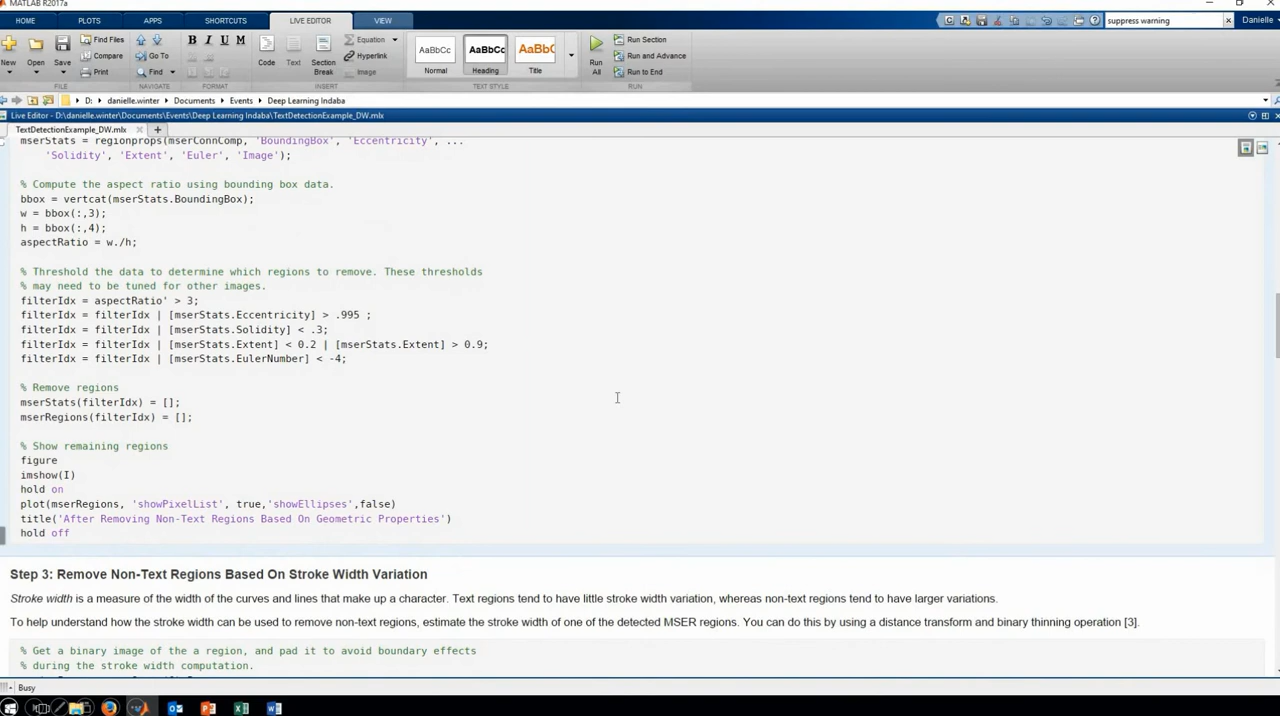 MATLAB R2017a
HOME PLOTS APPS SHORTCUTS LIVE EDITOR VIEW suppress warning Danielle
New Open Save Find Files Compare Print Go To Find B I U M Code Text Section Break Equation Hyperlink Image AaBbCc Normal AaBbCc Heading AaBbC Title Run All Run Section Run and Advance Run to End
FILE NAVIGATE FORMAT INSERT TEXT STYLE RUN
D: danielle.winter Documents Events Deep Learning Indaba
Live Editor - D:\danielle.winter\Documents\Events\Deep Learning Indaba\TextDetectionExample_DW.mlx
TextDetectionExample_DW.mlx
mserStats = regionprops(mserConnComp, 'BoundingBox', 'Eccentricity', ...
'Solidity', 'Extent', 'Euler', 'Image');
% Compute the aspect ratio using bounding box data.
bbox = vertcat(mserStats.BoundingBox);
w = bbox(:,3);
h = bbox(:,4);
aspectRatio = w./h;
% Threshold the data to determine which regions to remove. These thresholds
% may need to be tuned for other images.
filterIdx = aspectRatio' > 3;
filterIdx = filterIdx | [mserStats.Eccentricity] > .995 ;
filterIdx = filterIdx | [mserStats.Solidity] < .3;
filterIdx = filterIdx | [mserStats.Extent] < 0.2 | [mserStats.Extent] > 0.9;
filterIdx = filterIdx | [mserStats.EulerNumber] < -4;
% Remove regions
mserStats(filterIdx) = [];
mserRegions(filterIdx) = [];
% Show remaining regions
figure
imshow(I)
hold on
plot(mserRegions, 'showPixelList', true,'showEllipses',false)
title('After Removing Non-Text Regions Based On Geometric Properties')
hold off
Step 3: Remove Non-Text Regions Based On Stroke Width Variation
Stroke width is a measure of the width of the curves and lines that make up a character. Text regions tend to have little stroke width variation, whereas non-text regions tend to have larger variations.
To help understand how the stroke width can be used to remove non-text regions, estimate the stroke width of one of the detected MSER regions. You can do this by using a distance transform and binary thinning operation [3].
% Get a binary image of the a region, and pad it to avoid boundary effects
% during the stroke width computation.
Busy